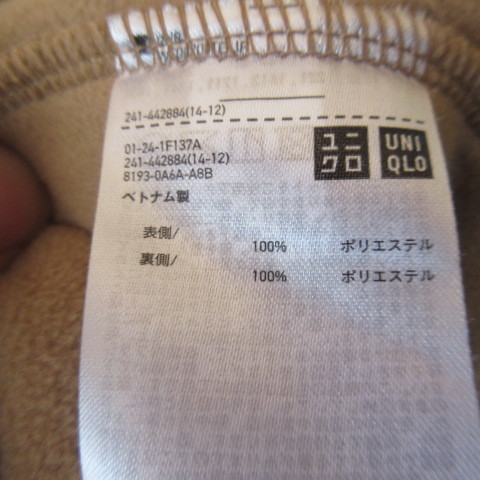 241-442884(14-12)
01-24-1F137A
241-442884(14-12)
8193-0A6A-A8B
ユニ
クロ
UNI
QLO
ベトナム製
表側/
100% ポリエステル
裏側/
100% ポリエステル